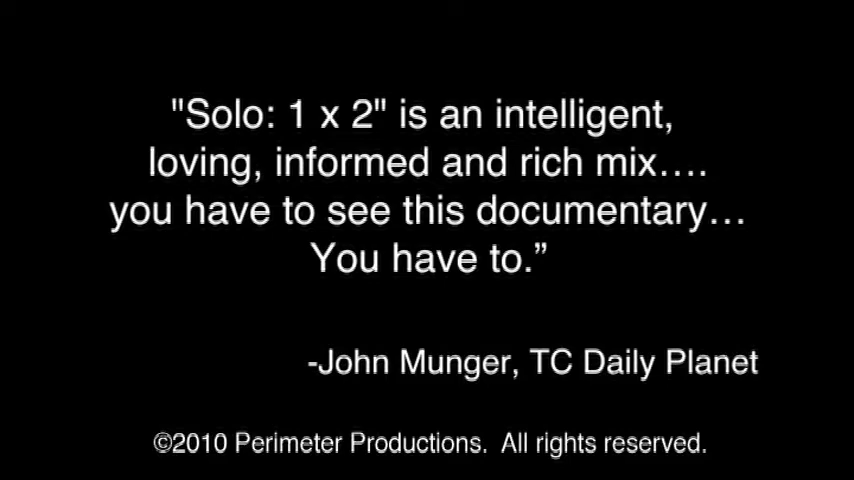 "Solo: 1 x 2" is an intelligent,
loving, informed and rich mix….
you have to see this documentary…
You have to.”
-John Munger, TC Daily Planet
©2010 Perimeter Productions.  All rights reserved.